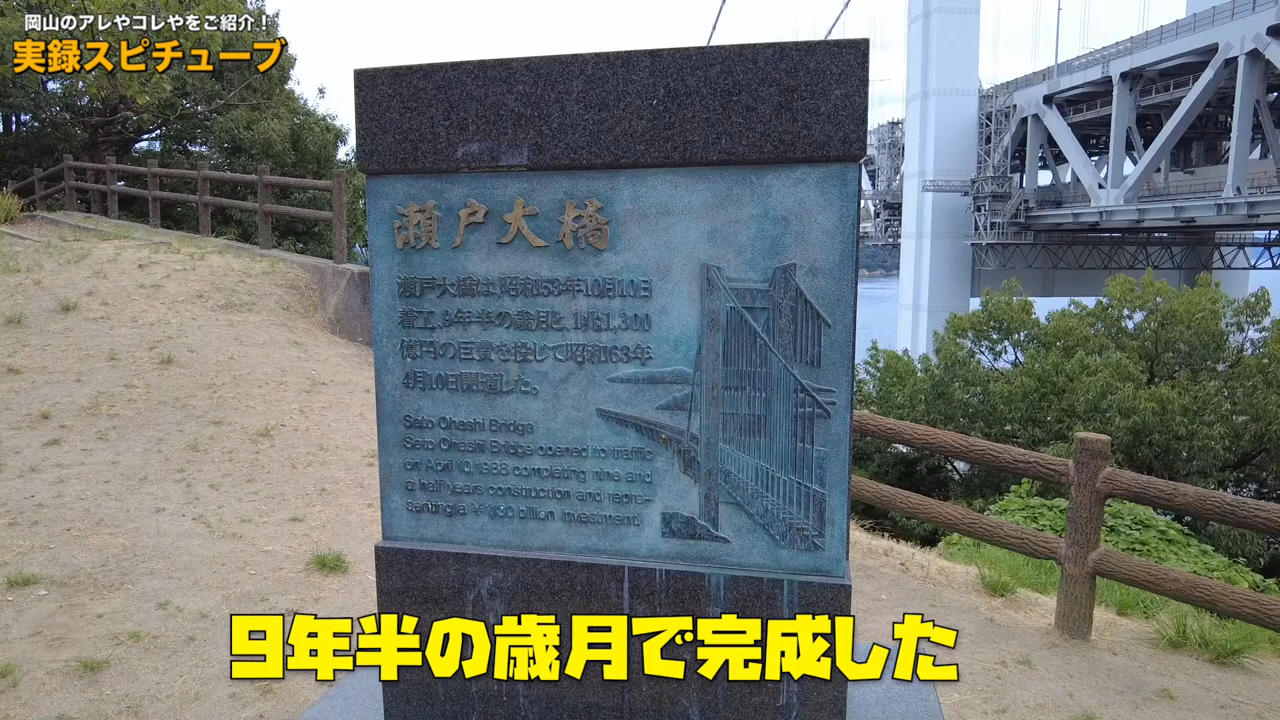 岡山のアレやコレやをご紹介！
実録スピチューブ
瀬戸大橋
瀬戸大橋は、昭和53年10月10日
着工、9年半の歳月と、1兆1,300
億円の巨費を投じて昭和63年
4月10日開通した。
Seto Ohashi Bridge
Seto Ohashi Bridge opened to traffic
on April 10, 1988 completing nine and
a half years construction and repre-
senting a ¥ 1,130 billion investment.
9年半の歳月で完成した